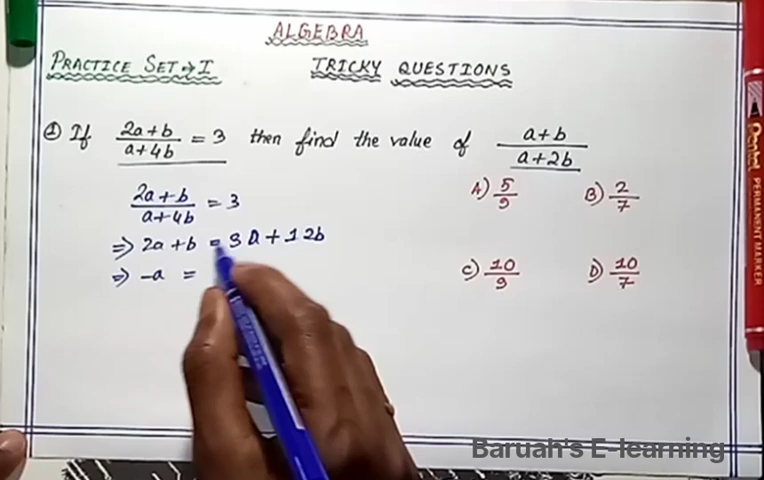 ALGEBRA
PRACTICE SET → I TRICKY QUESTIONS
① If (2a+b)/(a+4b) = 3 then find the value of (a+b)/(a+2b)
(2a+b)/(a+4b) = 3
A) 5/9 B) 2/7
⇒ 2a+b = 3a+12b
⇒ -a =
C) 10/9 D) 10/7
Baruah's E-learning
Pentel
PERMANENT MARKER